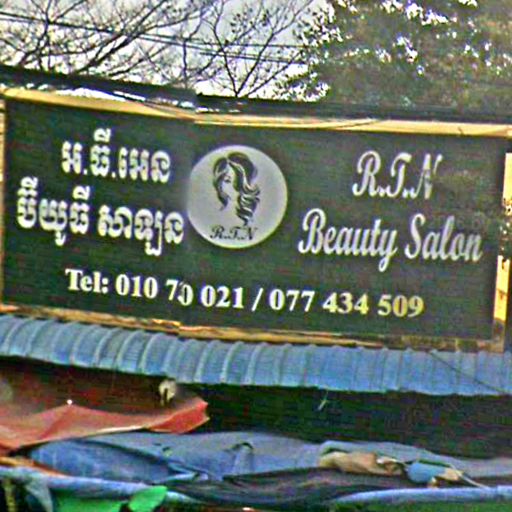 អ.ធី.អេន
ប៊ីយូធី សាឡន
R.T.N
R.T.N
Beauty Salon
Tel: 010 70 021 / 077 434 509